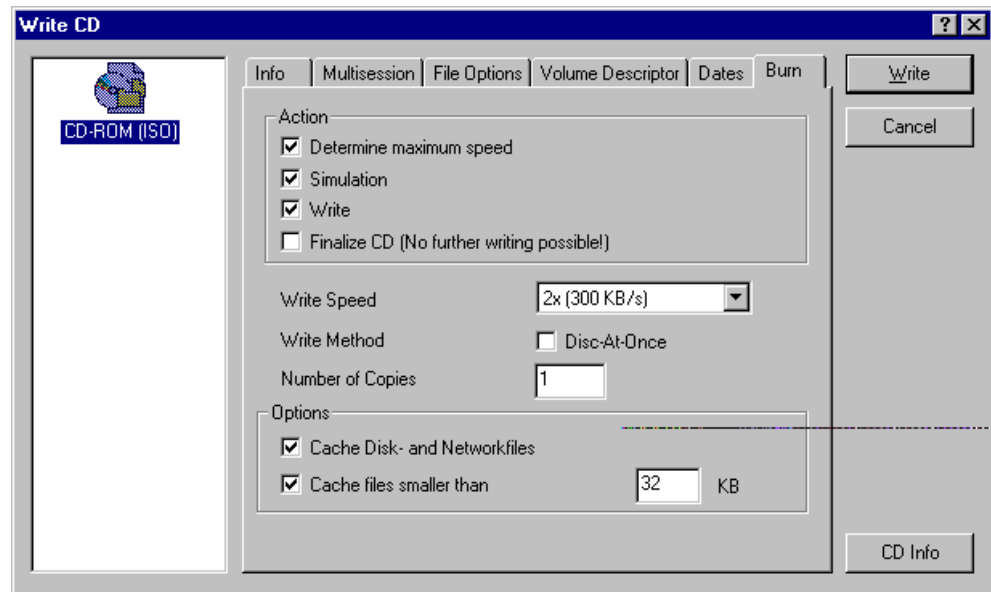 Write CD
CD-ROM (ISO)
Info Multisession File Options Volume Descriptor Dates Burn
Write
Cancel
Action
Determine maximum speed
Simulation
Write
Finalize CD (No further writing possible!)
Write Speed 2x (300 KB/s)
Write Method Disc-At-Once
Number of Copies 1
Options
Cache Disk- and Networkfiles
Cache files smaller than 32 KB
CD Info